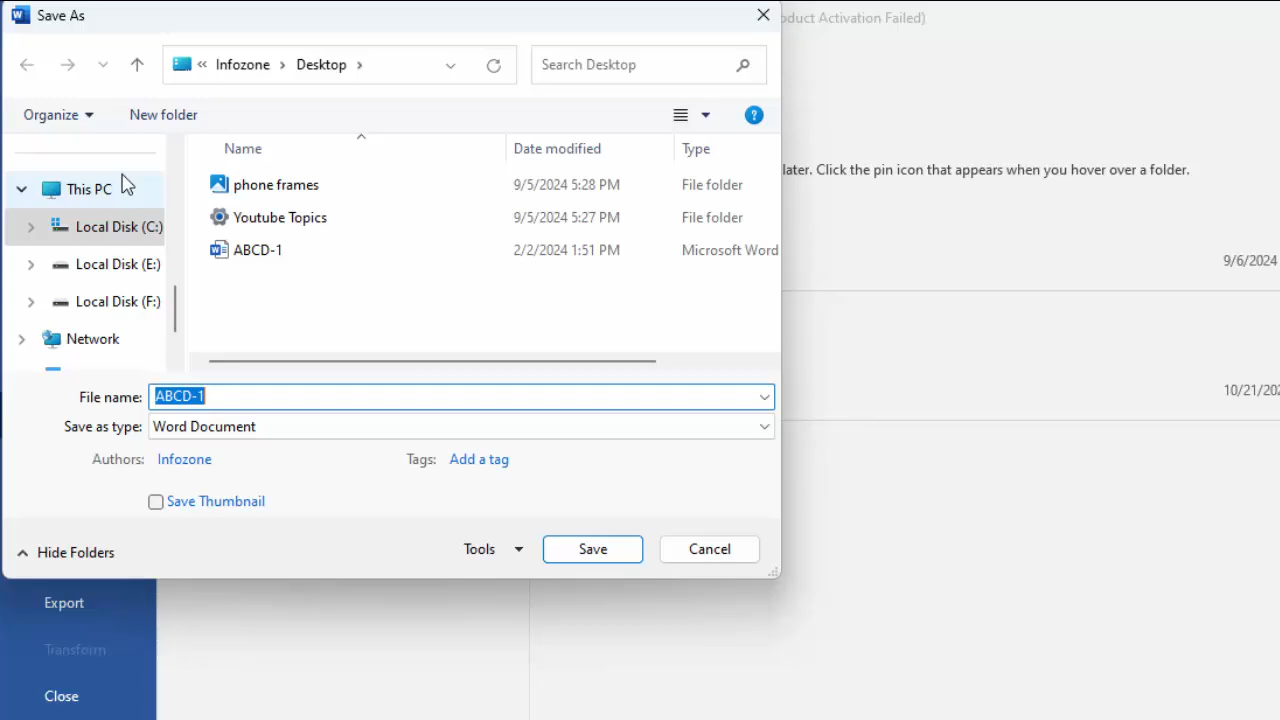 Save As
oduct Activation Failed)
« Infozone > Desktop >
Search Desktop
Organize
New folder
?
Name
Date modified
Type
later. Click the pin icon that appears when you hover over a folder.
This PC
phone frames
9/5/2024 5:28 PM
File folder
Local Disk (C:)
Youtube Topics
9/5/2024 5:27 PM
File folder
ABCD-1
2/2/2024 1:51 PM
Microsoft Word
Local Disk (E:)
9/6/2024
Local Disk (F:)
Network
File name: ABCD-1
10/21/202
Save as type: Word Document
Authors: Infozone
Tags: Add a tag
Save Thumbnail
Hide Folders
Tools
Save
Cancel
Export
Transform
Close